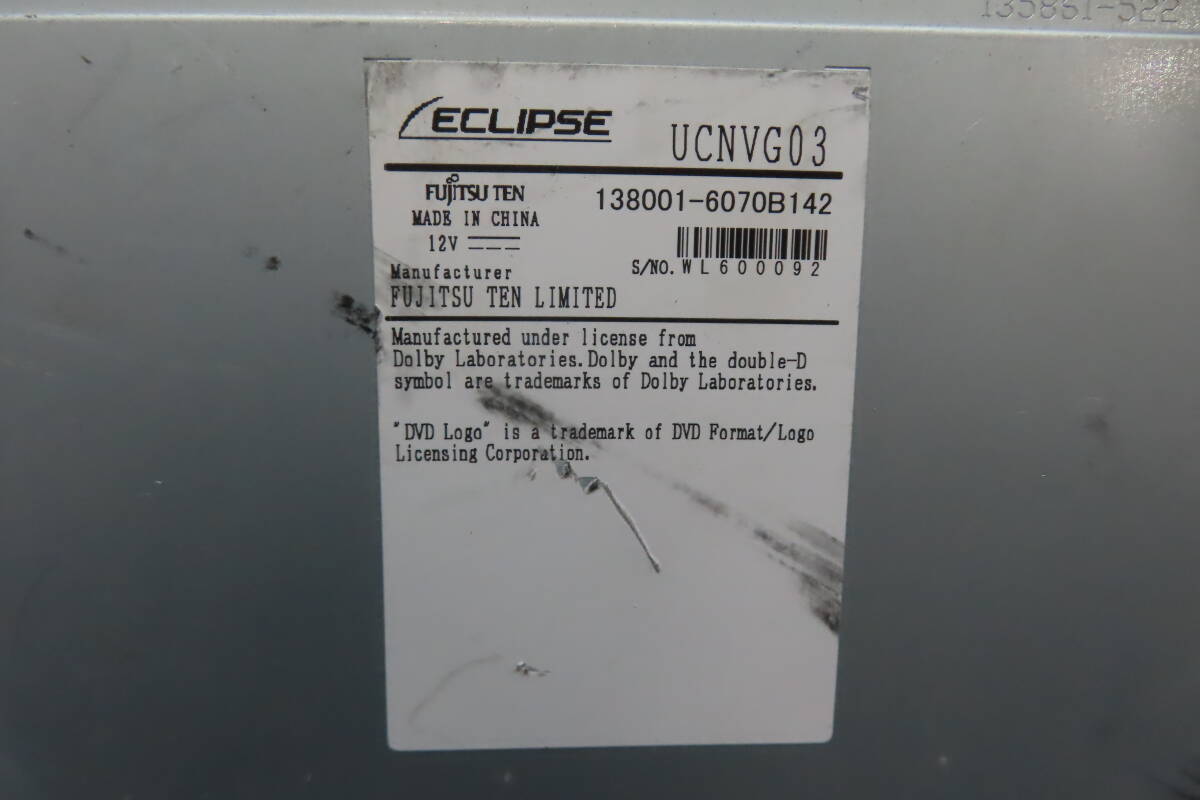 135861-522
ECLIPSE
UCNVG03
FUJITSU TEN
138001-6070B142
MADE IN CHINA
12V
S/NO. WL600092
Manufacturer
FUJITSU TEN LIMITED
Manufactured under license from
Dolby Laboratories.Dolby and the double-D
symbol are trademarks of Dolby Laboratories.
"DVD Logo" is a trademark of DVD Format/Logo
Licensing Corporation.